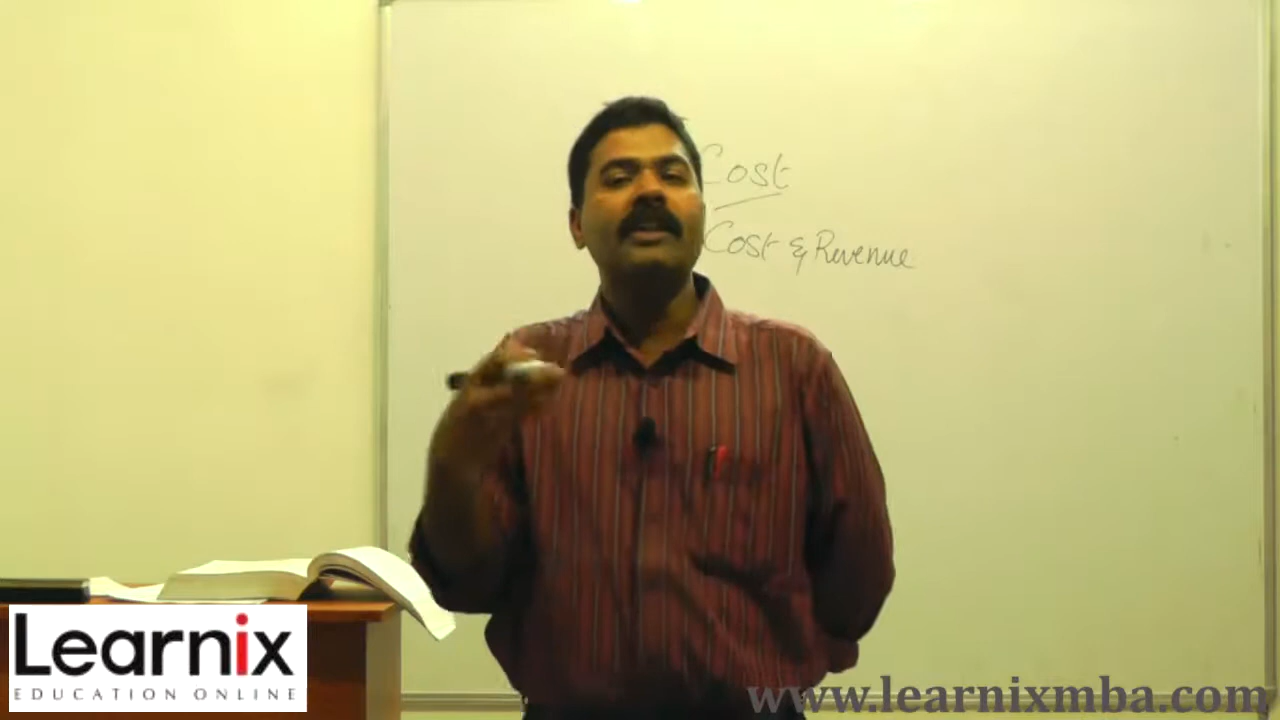 Cost
Cost & Revenue
Learnix
EDUCATION ONLINE
www.learnixmba.com